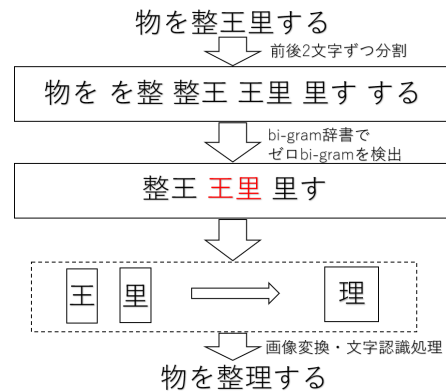 物を整王里する
前後2文字ずつ分割
物を を整 整王 王里 里す する
bi-gram辞書で
ゼロbi-gramを検出
整王 王里 里す
王 里 理
画像変換・文字認識処理
物を整理する